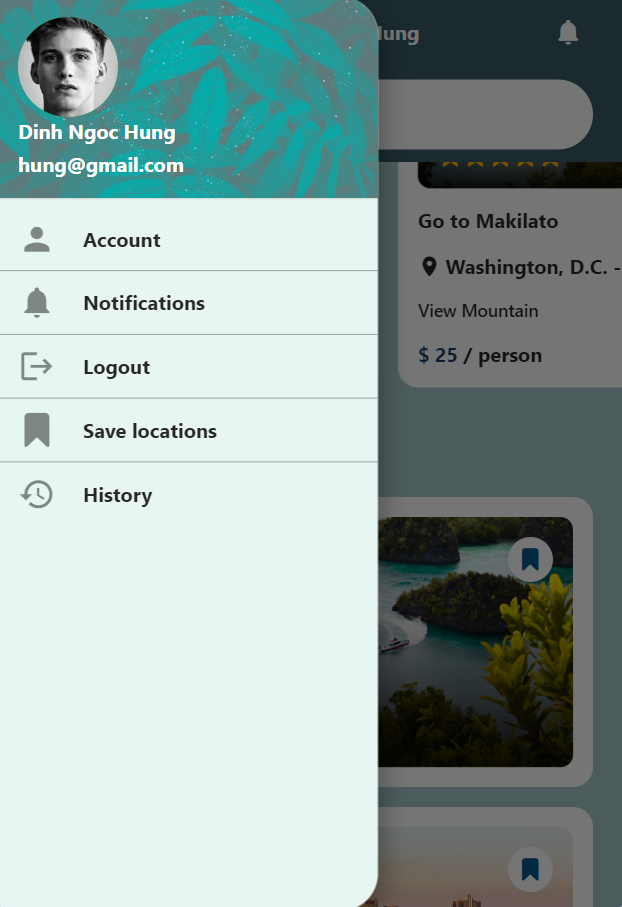 Dinh Ngoc Hung
hung@gmail.com
Account
Notifications
Logout
Save locations
History
Go to Makilato
Washington, D.C. -
View Mountain
$ 25 / person